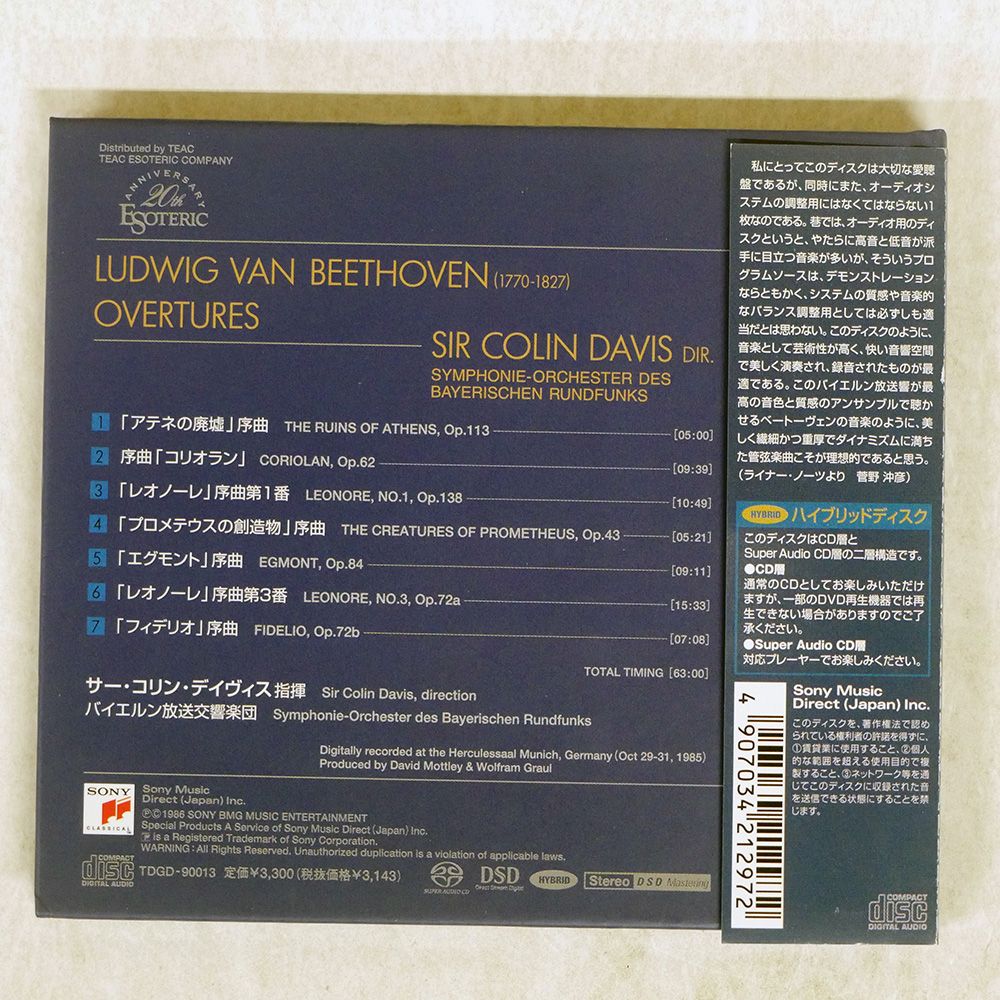 Distributed by TEAC
TEAC ESOTERIC COMPANY
ANNIVERSARY
20th
ESOTERIC
LUDWIG VAN BEETHOVEN (1770-1827)
OVERTURES
SIR COLIN DAVIS DIR.
SYMPHONIE-ORCHESTER DES
BAYERISCHEN RUNDFUNKS
1 「アテネの廃墟」序曲 THE RUINS OF ATHENS, Op.113 [05:00]
2 序曲「コリオラン」 CORIOLAN, Op.62 [09:39]
3 「レオノーレ」序曲第1番 LEONORE, NO.1, Op.138 [10:49]
4 「プロメテウスの創造物」序曲 THE CREATURES OF PROMETHEUS, Op.43 [05:21]
5 「エグモント」序曲 EGMONT, Op.84 [09:11]
6 「レオノーレ」序曲第3番 LEONORE, NO.3, Op.72a [15:33]
7 「フィデリオ」序曲 FIDELIO, Op.72b [07:08]
TOTAL TIMING [63:00]
サー・コリン・デイヴィス指揮 Sir Colin Davis, direction
バイエルン放送交響楽団 Symphonie-Orchester des Bayerischen Rundfunks
Digitally recorded at the Herculessaal Munich, Germany (Oct 29-31, 1985)
Produced by David Mottley & Wolfram Graul
SONY
CLASSICAL
Sony Music
Direct (Japan) Inc.
℗©1986 SONY BMG MUSIC ENTERTAINMENT
Special Products A Service of Sony Music Direct (Japan) Inc.
is a Registered Trademark of Sony Corporation.
WARNING: All Rights Reserved. Unauthorized duplication is a violation of applicable laws.
COMPACT
disc
DIGITAL AUDIO
TDGD-90013 定価¥3,300 (税抜価格¥3,143)
SUPER AUDIO CD
DSD
Direct Stream Digital
HYBRID
Stereo DSD Mastering
私にとってこのディスクは大切な愛聴
盤であるが、同時にまた、オーディオシ
ステムの調整用にはなくてはならない1
枚なのである。巷では、オーディオ用のディ
スクというと、やたらに高音と低音が派
手に目立つ音楽が多いが、そういうプロ
グラムソースは、デモンストレーション
ならともかく、システムの質感や音楽的
なバランス調整用としては必ずしも適
当だとは思わない。このディスクのように、
音楽として芸術性が高く、快い音響空間
で美しく演奏され、録音されたものが最
適である。このバイエルン放送響が最
高の音色と質感のアンサンブルで聴か
せるベートーヴェンの音楽のように、美
しく繊細かつ重厚でダイナミズムに満ち
た管弦楽曲こそが理想的であると思う。
(ライナー・ノーツより 菅野 沖彦)
HYBRID ハイブリッドディスク
このディスクはCD層と
Super Audio CD層の二層構造です。
●CD層
通常のCDとしてお楽しみいただけ
ますが、一部のDVD再生機器では再
生できない場合がありますのでご了
承ください。
●Super Audio CD層
対応プレーヤーでお楽しみください。
Sony Music
Direct (Japan) Inc.
このディスクを、著作権法で認め
られている権利者の許諾を得ずに、
①賃貸業に使用すること、②個人
的な範囲を超える使用目的で複
製すること、③ネットワーク等を通
じてこのディスクに収録された音
を送信できる状態にすることを禁
じます。
4 907034 212972
COMPACT
disc
DIGITAL AUDIO